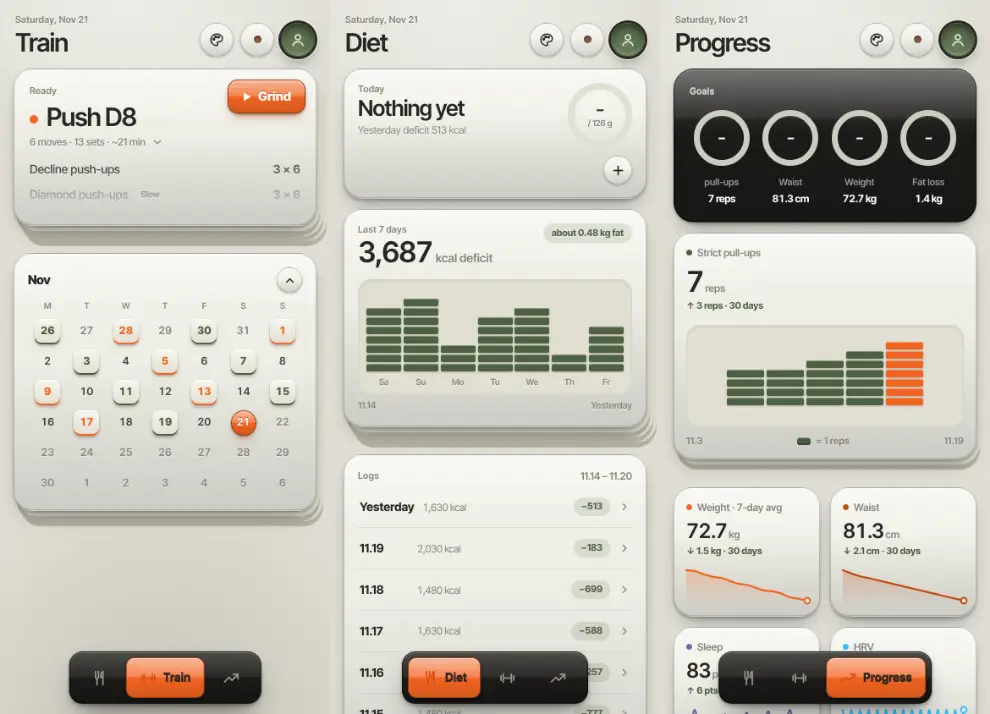 Saturday, Nov 21
Train
Ready
Push D8
Grind
6 moves · 13 sets · ~21 min
Decline push-ups 3 × 6
Diamond push-ups Slow 3 × 6
Nov
M T W T F S S
26 27 28 29 30 31 1
2 3 4 5 6 7 8
9 10 11 12 13 14 15
16 17 18 19 20 21 22
23 24 25 26 27 28 29
30 1 2 3 4 5 6
Train
Saturday, Nov 21
Diet
Today
Nothing yet
Yesterday deficit 513 kcal
-
/ 126 g
+
Last 7 days
3,687 kcal deficit
about 0.48 kg fat
Sa Su Mo Tu We Th Fr
11.14 Yesterday
Logs 11.14 – 11.20
Yesterday 1,630 kcal −513
11.19 2,030 kcal −183
11.18 1,480 kcal −699
11.17 1,630 kcal −588
11.16 257
11.15 1,480 kcal −777
Diet
Saturday, Nov 21
Progress
Goals
- - - -
pull-ups Waist Weight Fat loss
7 reps 81.3 cm 72.7 kg 1.4 kg
Strict pull-ups
7 reps
↑ 3 reps · 30 days
11.3 = 1 reps 11.19
Weight · 7-day avg
72.7 kg
↓ 1.5 kg · 30 days
Waist
81.3 cm
↓ 2.1 cm · 30 days
Sleep
83
↑ 6 pts
HRV
Progress